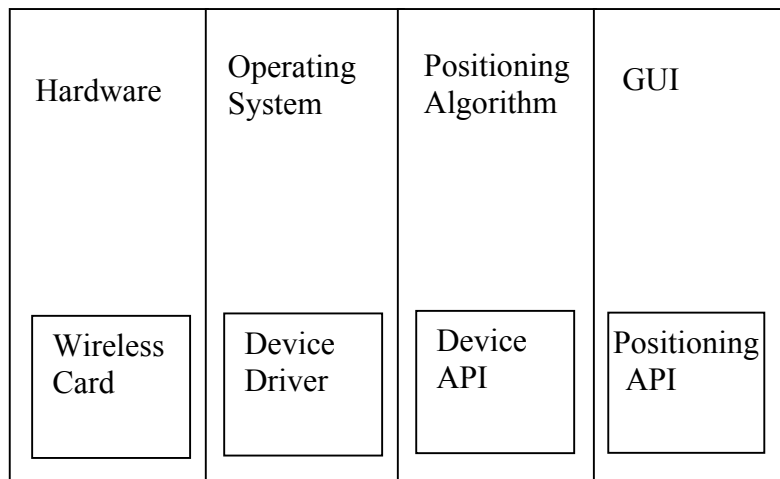 Hardware
Operating
System
Positioning
Algorithm
GUI
Wireless
Card
Device
Driver
Device
API
Positioning
API